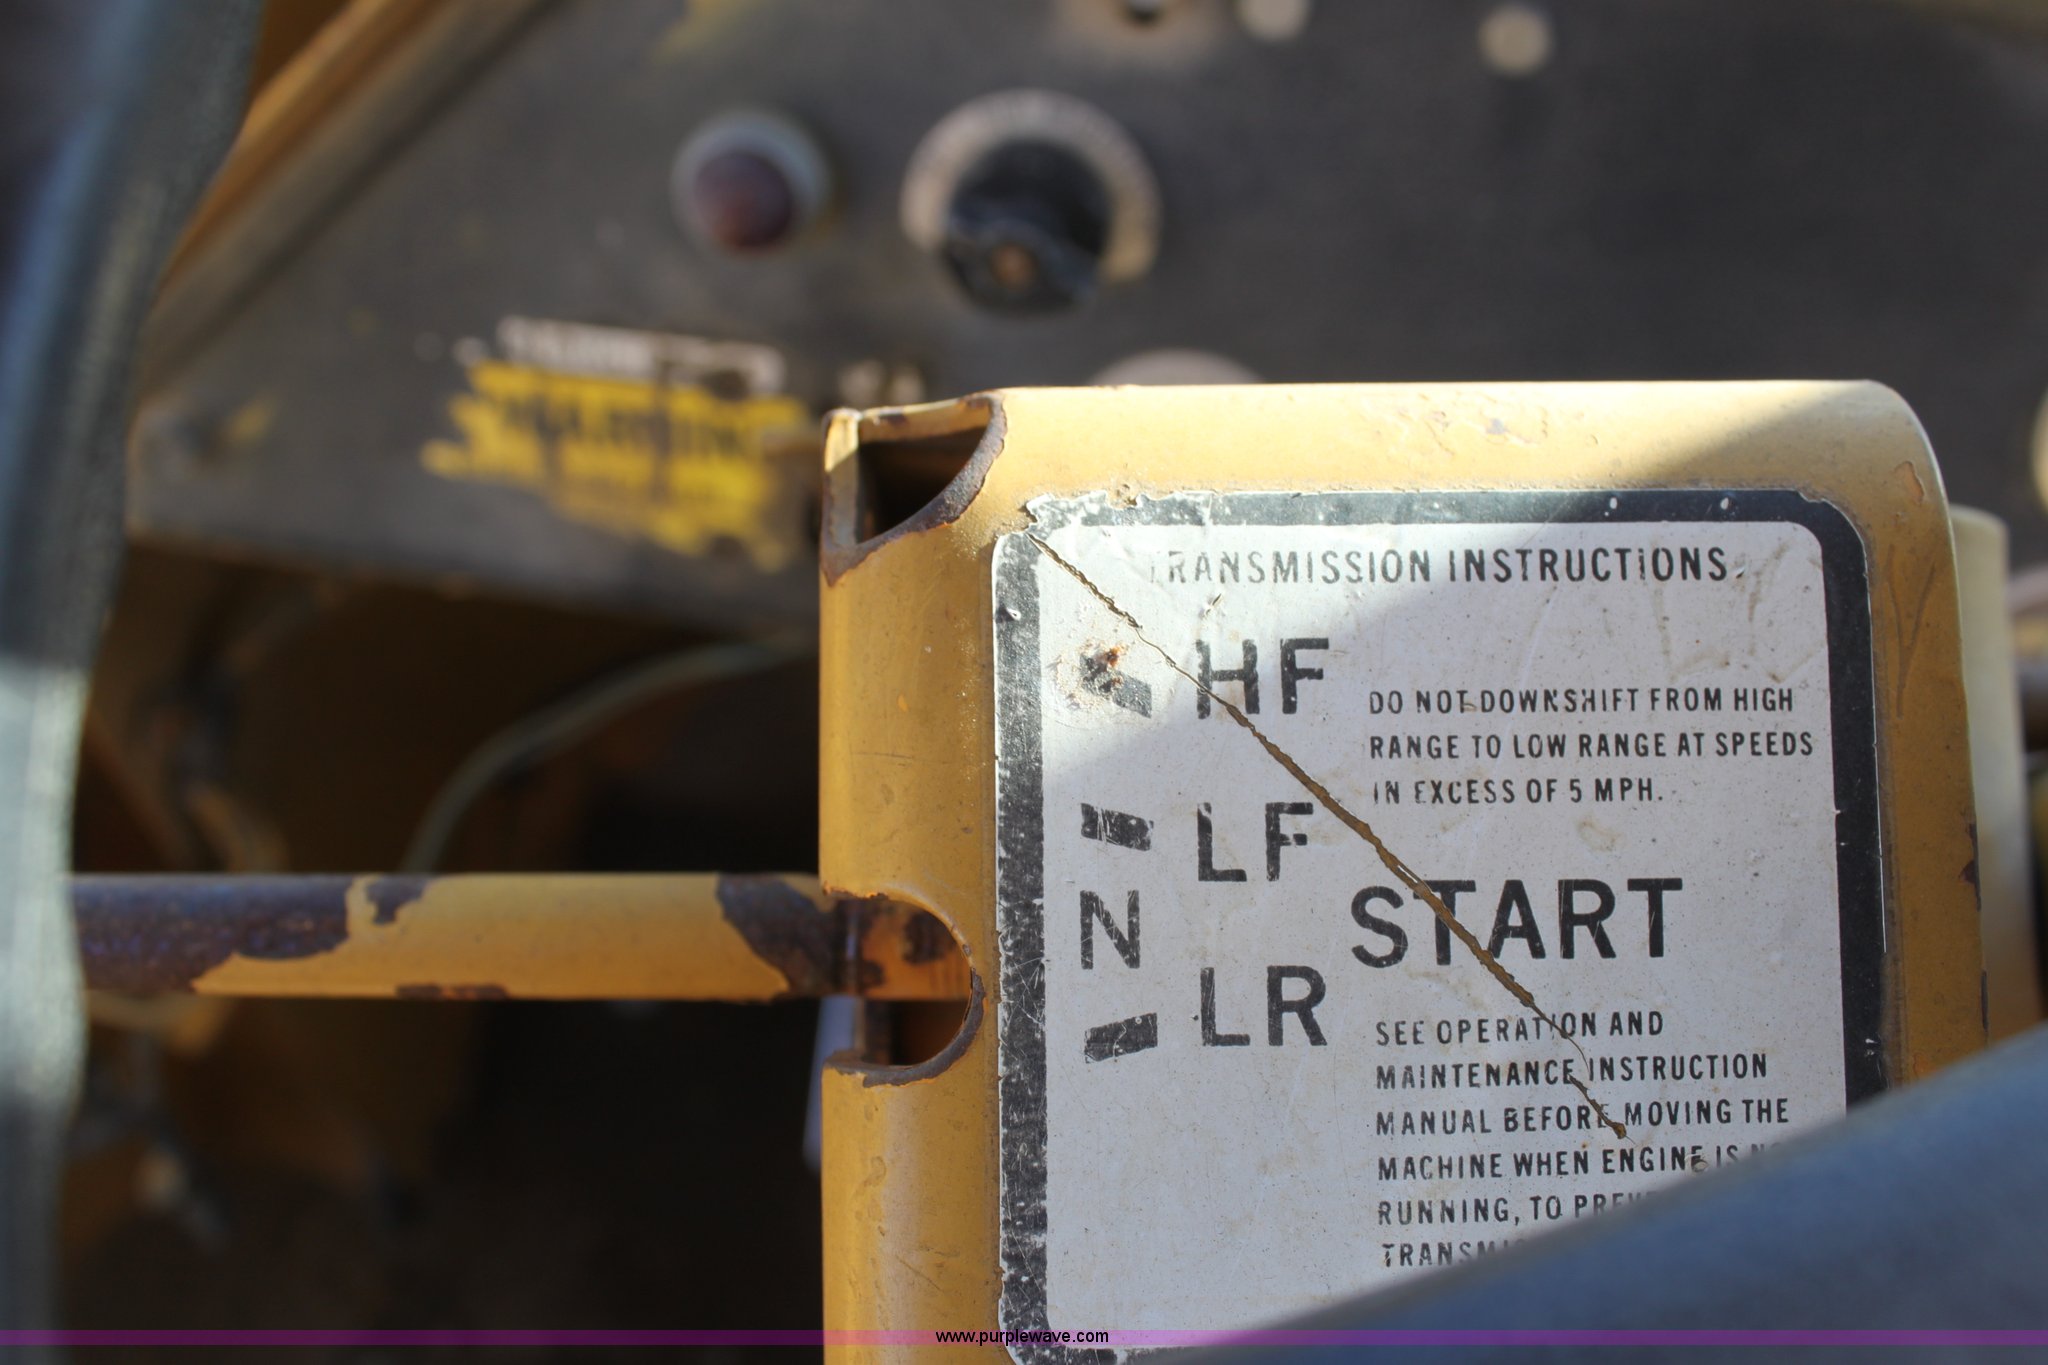 TRANSMISSION INSTRUCTIONS
HF
DO NOT DOWNSHIFT FROM HIGH
RANGE TO LOW RANGE AT SPEEDS
IN EXCESS OF 5 MPH.
LF
N
START
LR
SEE OPERATION AND
MAINTENANCE INSTRUCTION
MANUAL BEFORE MOVING THE
MACHINE WHEN ENGINE IS
RUNNING, TO
www.purplewave.com